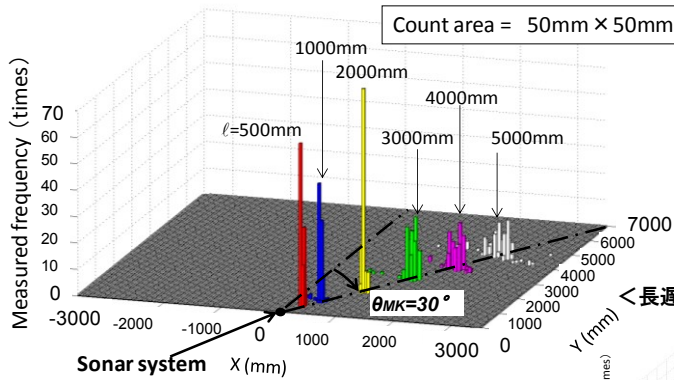 Count area = 50mm×50mm
1000mm
2000mm
ℓ=500mm
4000mm
3000mm
5000mm
Measured frequency (times)
70
60
50
40
30
20
10
0
-3000
-2000
-1000
0
1000
2000
3000
X (mm)
0
1000
2000
3000
4000
5000
6000
7000
Y (mm)
θMK=30°
Sonar system
<長遅
mes)